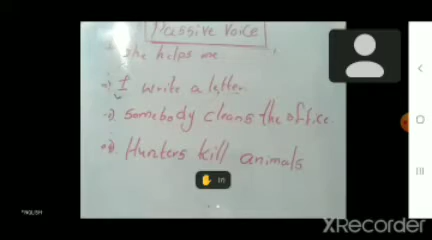 Passive Voice
She helps me
I write a letter.
Somebody cleans the office.
Hunters kill animals
XRecorder